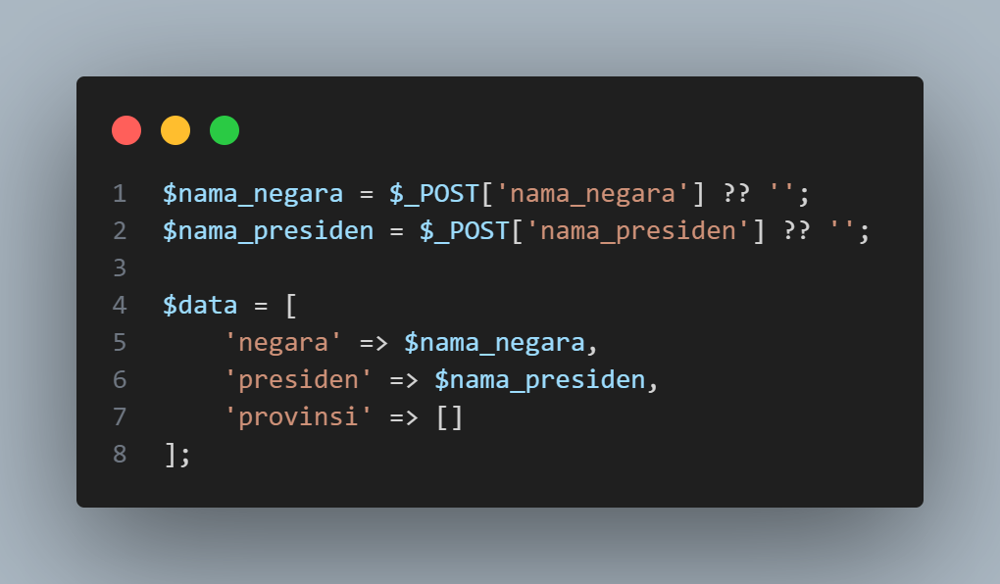 1 $nama_negara = $_POST['nama_negara'] ?? '';
2 $nama_presiden = $_POST['nama_presiden'] ?? '';
3
4 $data = [
5     'negara' => $nama_negara,
6     'presiden' => $nama_presiden,
7     'provinsi' => []
8 ];